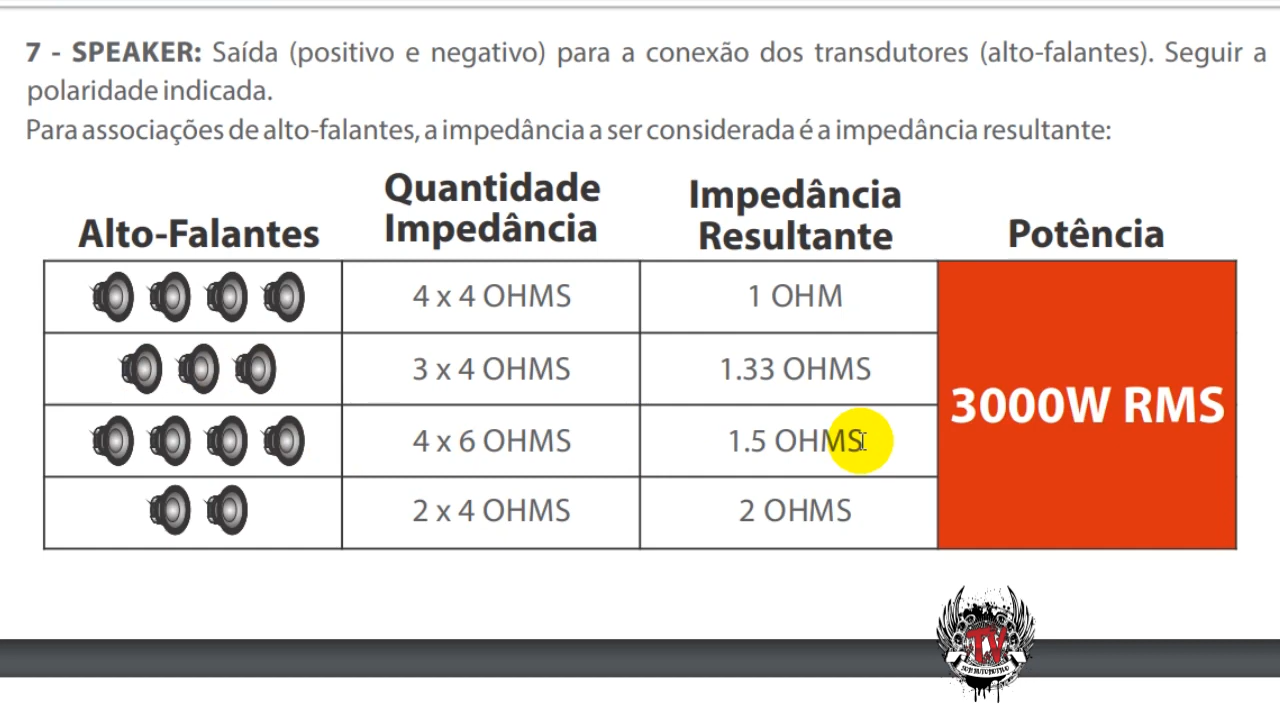 7 - SPEAKER: Saída (positivo e negativo) para a conexão dos transdutores (alto-falantes). Seguir a
polaridade indicada.
Para associações de alto-falantes, a impedância a ser considerada é a impedância resultante:
Alto-Falantes
Quantidade
Impedância
Impedância
Resultante
Potência
4 x 4 OHMS
1 OHM
3 x 4 OHMS
1.33 OHMS
4 x 6 OHMS
1.5 OHMS
2 x 4 OHMS
2 OHMS
3000W RMS
TV
SOM AUTOMOTIVO